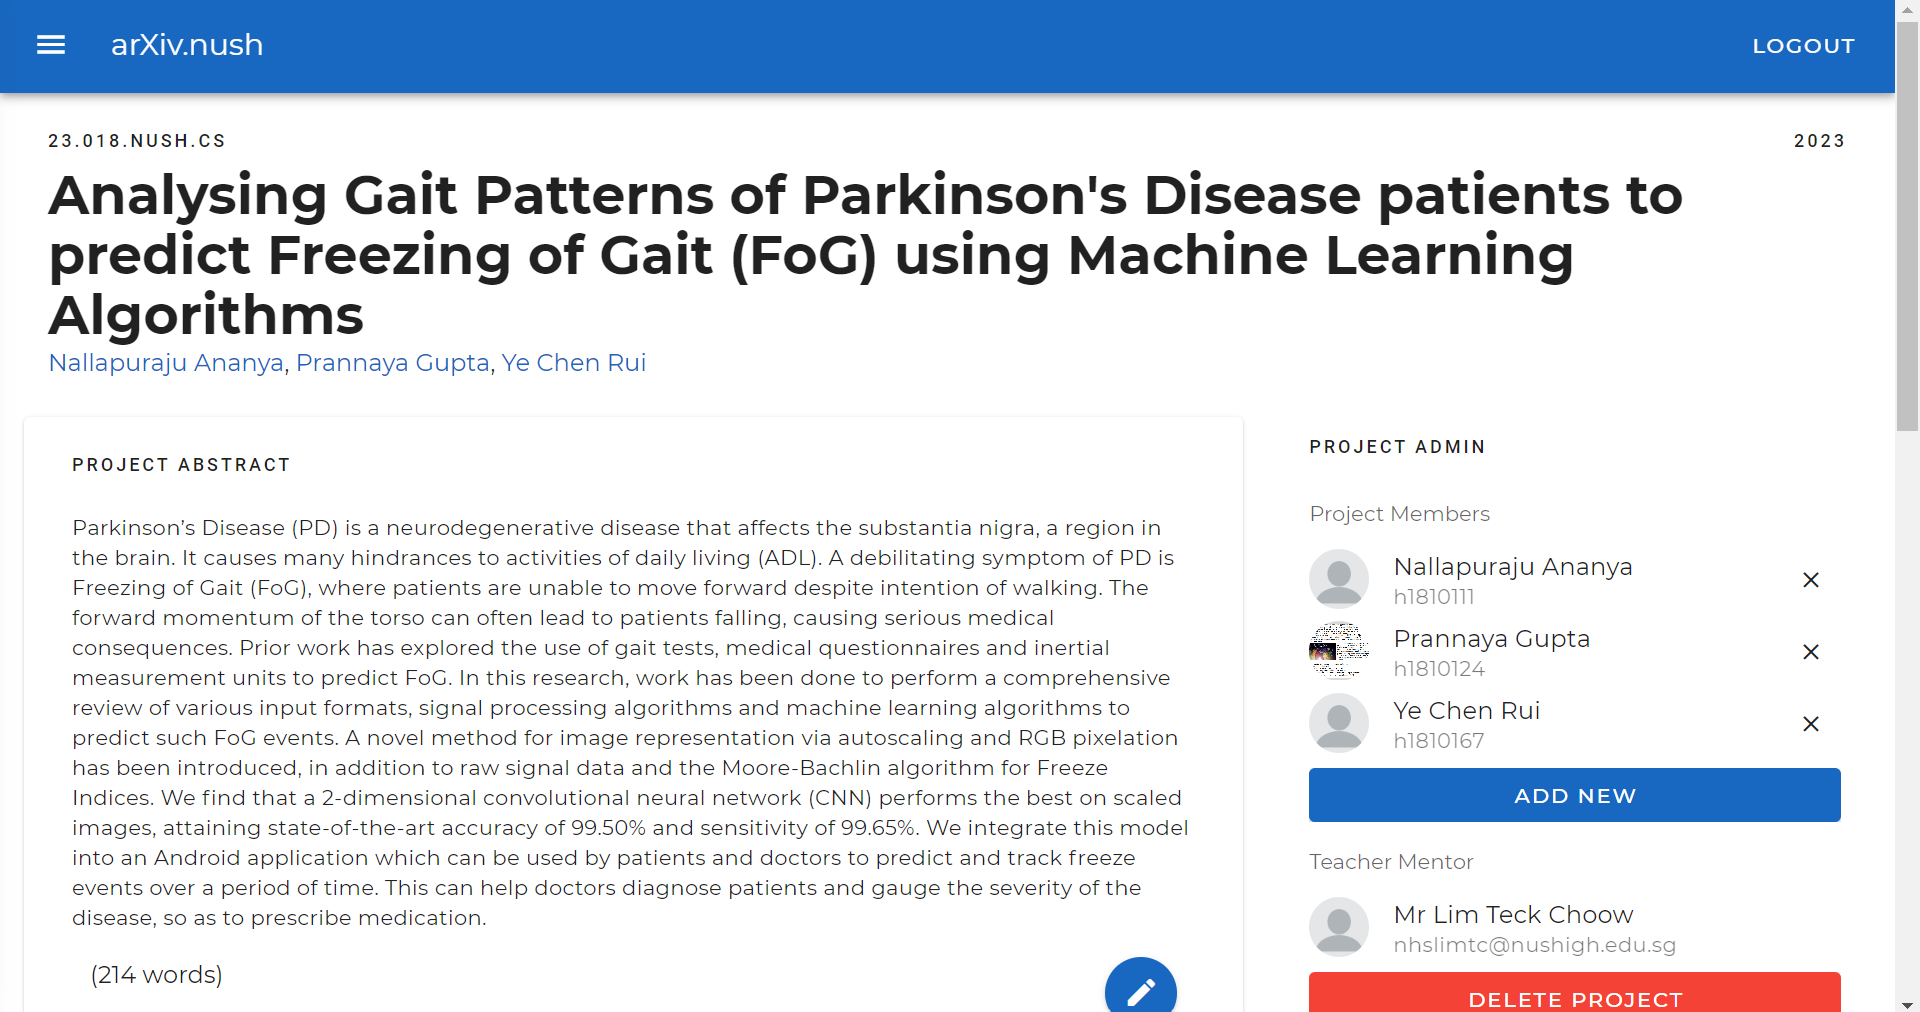 arXiv.nush
LOGOUT
23.018.NUSH.CS
2023
Analysing Gait Patterns of Parkinson's Disease patients to
predict Freezing of Gait (FoG) using Machine Learning
Algorithms
Nallapuraju Ananya, Prannaya Gupta, Ye Chen Rui
PROJECT ABSTRACT
Parkinson’s Disease (PD) is a neurodegenerative disease that affects the substantia nigra, a region in
the brain. It causes many hindrances to activities of daily living (ADL). A debilitating symptom of PD is
Freezing of Gait (FoG), where patients are unable to move forward despite intention of walking. The
forward momentum of the torso can often lead to patients falling, causing serious medical
consequences. Prior work has explored the use of gait tests, medical questionnaires and inertial
measurement units to predict FoG. In this research, work has been done to perform a comprehensive
review of various input formats, signal processing algorithms and machine learning algorithms to
predict such FoG events. A novel method for image representation via autoscaling and RGB pixelation
has been introduced, in addition to raw signal data and the Moore-Bachlin algorithm for Freeze
Indices. We find that a 2-dimensional convolutional neural network (CNN) performs the best on scaled
images, attaining state-of-the-art accuracy of 99.50% and sensitivity of 99.65%. We integrate this model
into an Android application which can be used by patients and doctors to predict and track freeze
events over a period of time. This can help doctors diagnose patients and gauge the severity of the
disease, so as to prescribe medication.
(214 words)
PROJECT ADMIN
Project Members
Nallapuraju Ananya
h1810111
Prannaya Gupta
h1810124
Ye Chen Rui
h1810167
ADD NEW
Teacher Mentor
Mr Lim Teck Choow
nhslimtc@nushigh.edu.sg
DELETE PROJECT